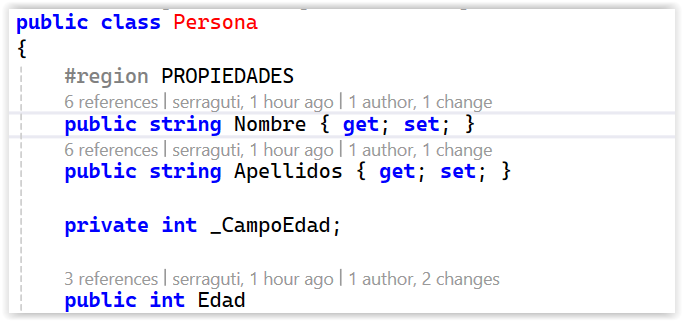 public class Persona
{
#region PROPIEDADES
6 references | serraguti, 1 hour ago | 1 author, 1 change
public string Nombre { get; set; }
6 references | serraguti, 1 hour ago | 1 author, 1 change
public string Apellidos { get; set; }
private int _CampoEdad;
3 references | serraguti, 1 hour ago | 1 author, 2 changes
public int Edad